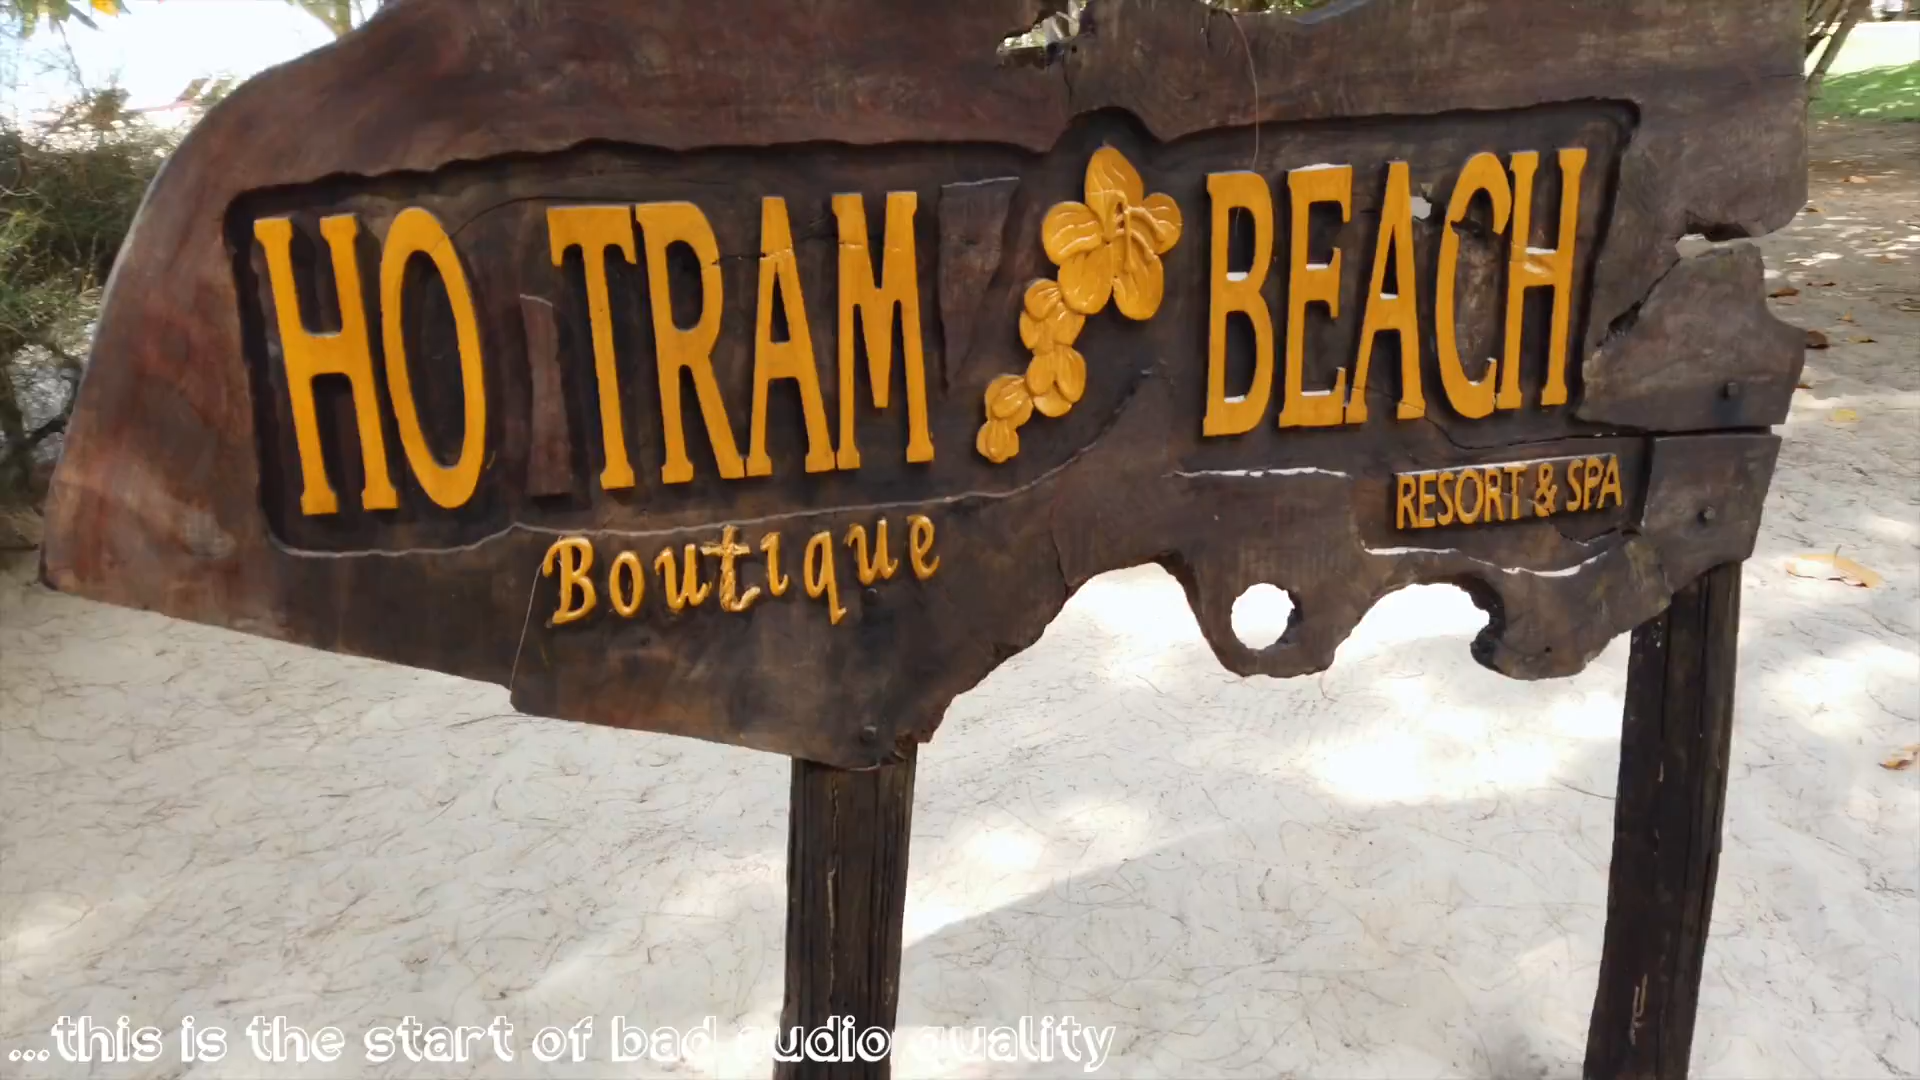 HO TRAM BEACH
Boutique
RESORT & SPA
...this is the start of bad audio quality